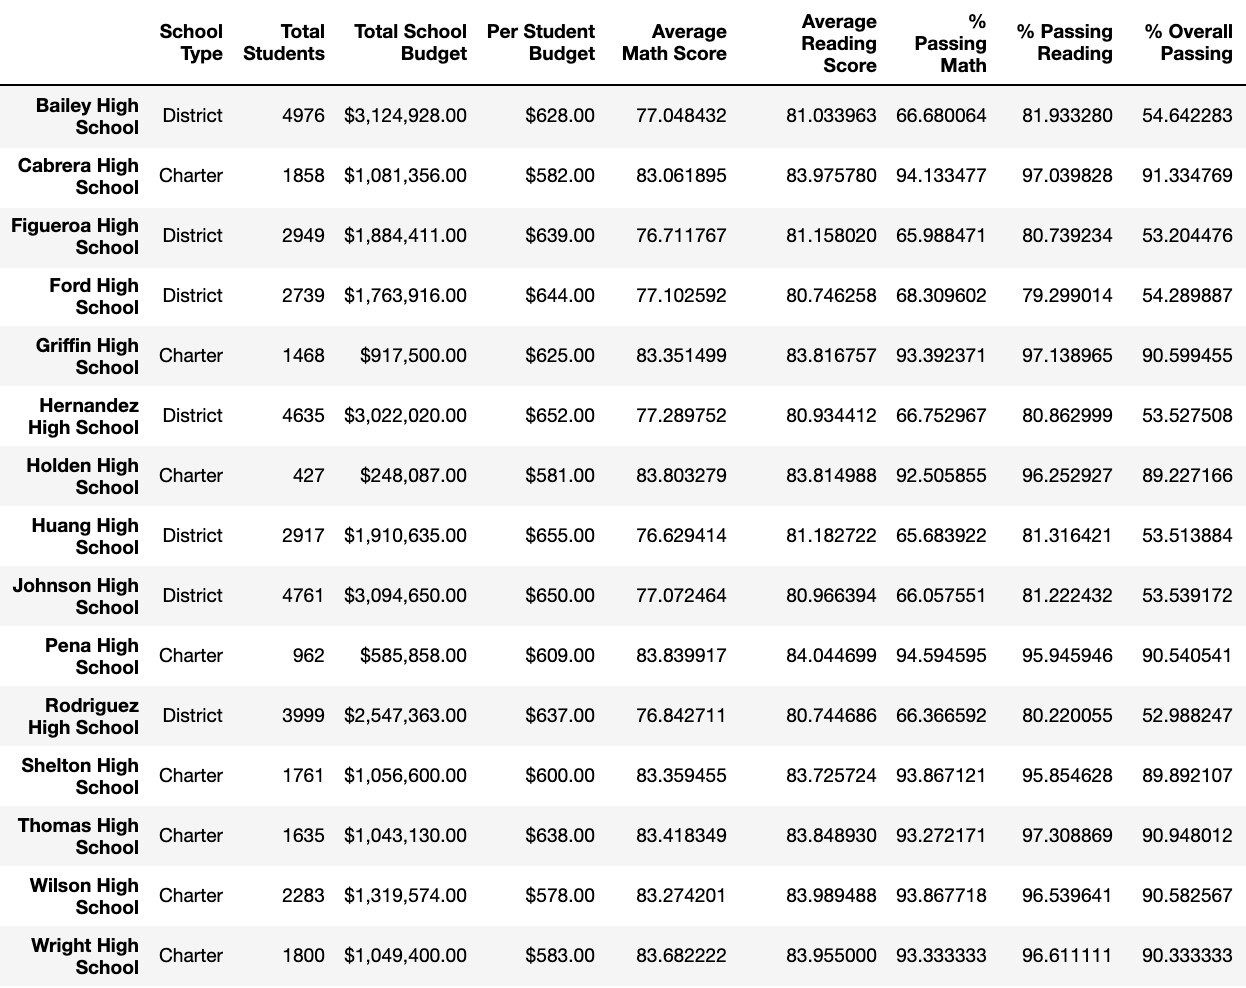 School Type Total Students Total School Budget Per Student Budget Average Math Score Average Reading Score % Passing Math % Passing Reading % Overall Passing
Bailey High School District 4976 $3,124,928.00 $628.00 77.048432 81.033963 66.680064 81.933280 54.642283
Cabrera High School Charter 1858 $1,081,356.00 $582.00 83.061895 83.975780 94.133477 97.039828 91.334769
Figueroa High School District 2949 $1,884,411.00 $639.00 76.711767 81.158020 65.988471 80.739234 53.204476
Ford High School District 2739 $1,763,916.00 $644.00 77.102592 80.746258 68.309602 79.299014 54.289887
Griffin High School Charter 1468 $917,500.00 $625.00 83.351499 83.816757 93.392371 97.138965 90.599455
Hernandez High School District 4635 $3,022,020.00 $652.00 77.289752 80.934412 66.752967 80.862999 53.527508
Holden High School Charter 427 $248,087.00 $581.00 83.803279 83.814988 92.505855 96.252927 89.227166
Huang High School District 2917 $1,910,635.00 $655.00 76.629414 81.182722 65.683922 81.316421 53.513884
Johnson High School District 4761 $3,094,650.00 $650.00 77.072464 80.966394 66.057551 81.222432 53.539172
Pena High School Charter 962 $585,858.00 $609.00 83.839917 84.044699 94.594595 95.945946 90.540541
Rodriguez High School District 3999 $2,547,363.00 $637.00 76.842711 80.744686 66.366592 80.220055 52.988247
Shelton High School Charter 1761 $1,056,600.00 $600.00 83.359455 83.725724 93.867121 95.854628 89.892107
Thomas High School Charter 1635 $1,043,130.00 $638.00 83.418349 83.848930 93.272171 97.308869 90.948012
Wilson High School Charter 2283 $1,319,574.00 $578.00 83.274201 83.989488 93.867718 96.539641 90.582567
Wright High School Charter 1800 $1,049,400.00 $583.00 83.682222 83.955000 93.333333 96.611111 90.333333